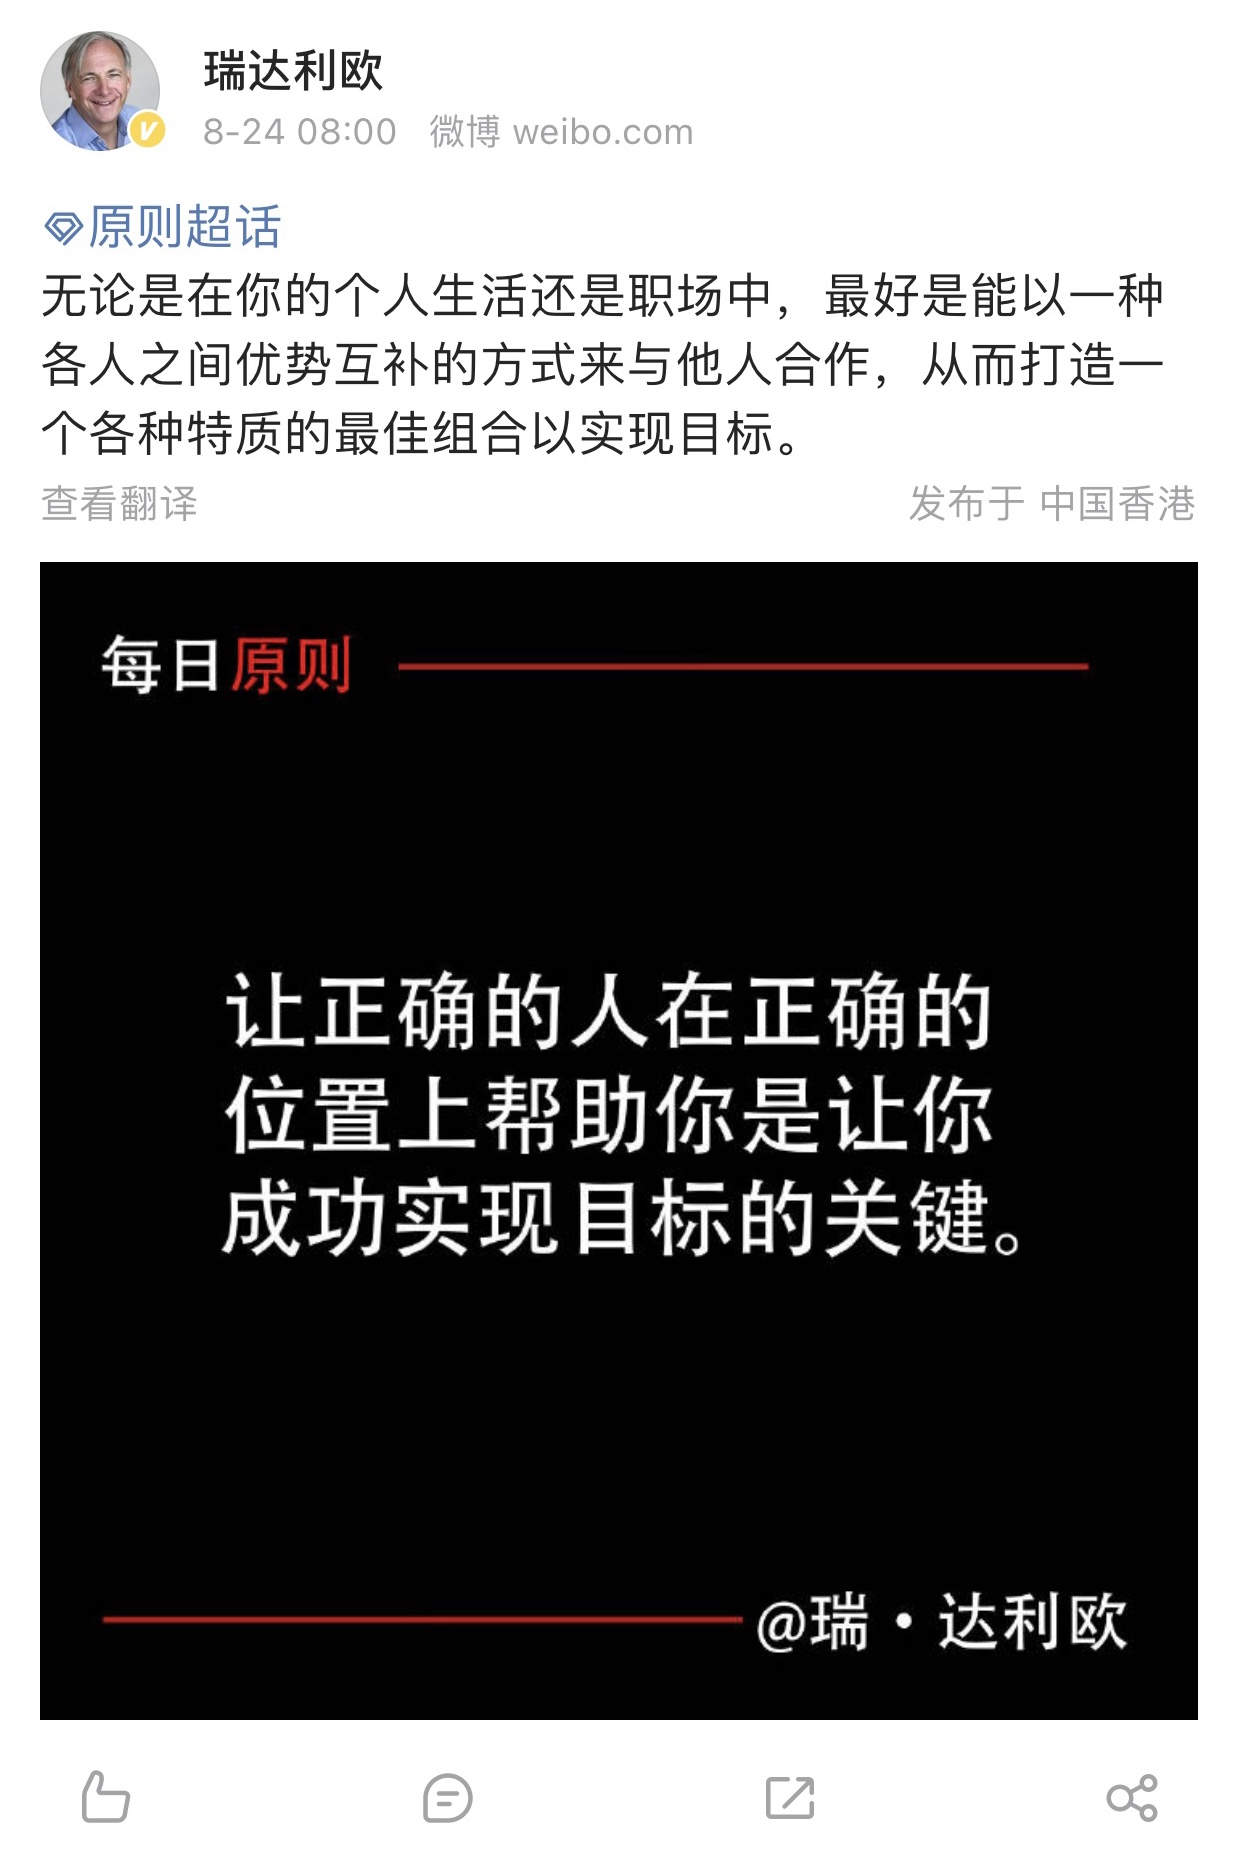 瑞达利欧
8-24 08:00 微博 weibo.com
原则超话
无论是在你的个人生活还是职场中，最好是能以一种
各人之间优势互补的方式来与他人合作，从而打造一
个各种特质的最佳组合以实现目标。
查看翻译 发布于 中国香港
每日原则
让正确的人在正确的
位置上帮助你是让你
成功实现目标的关键。
@瑞·达利欧